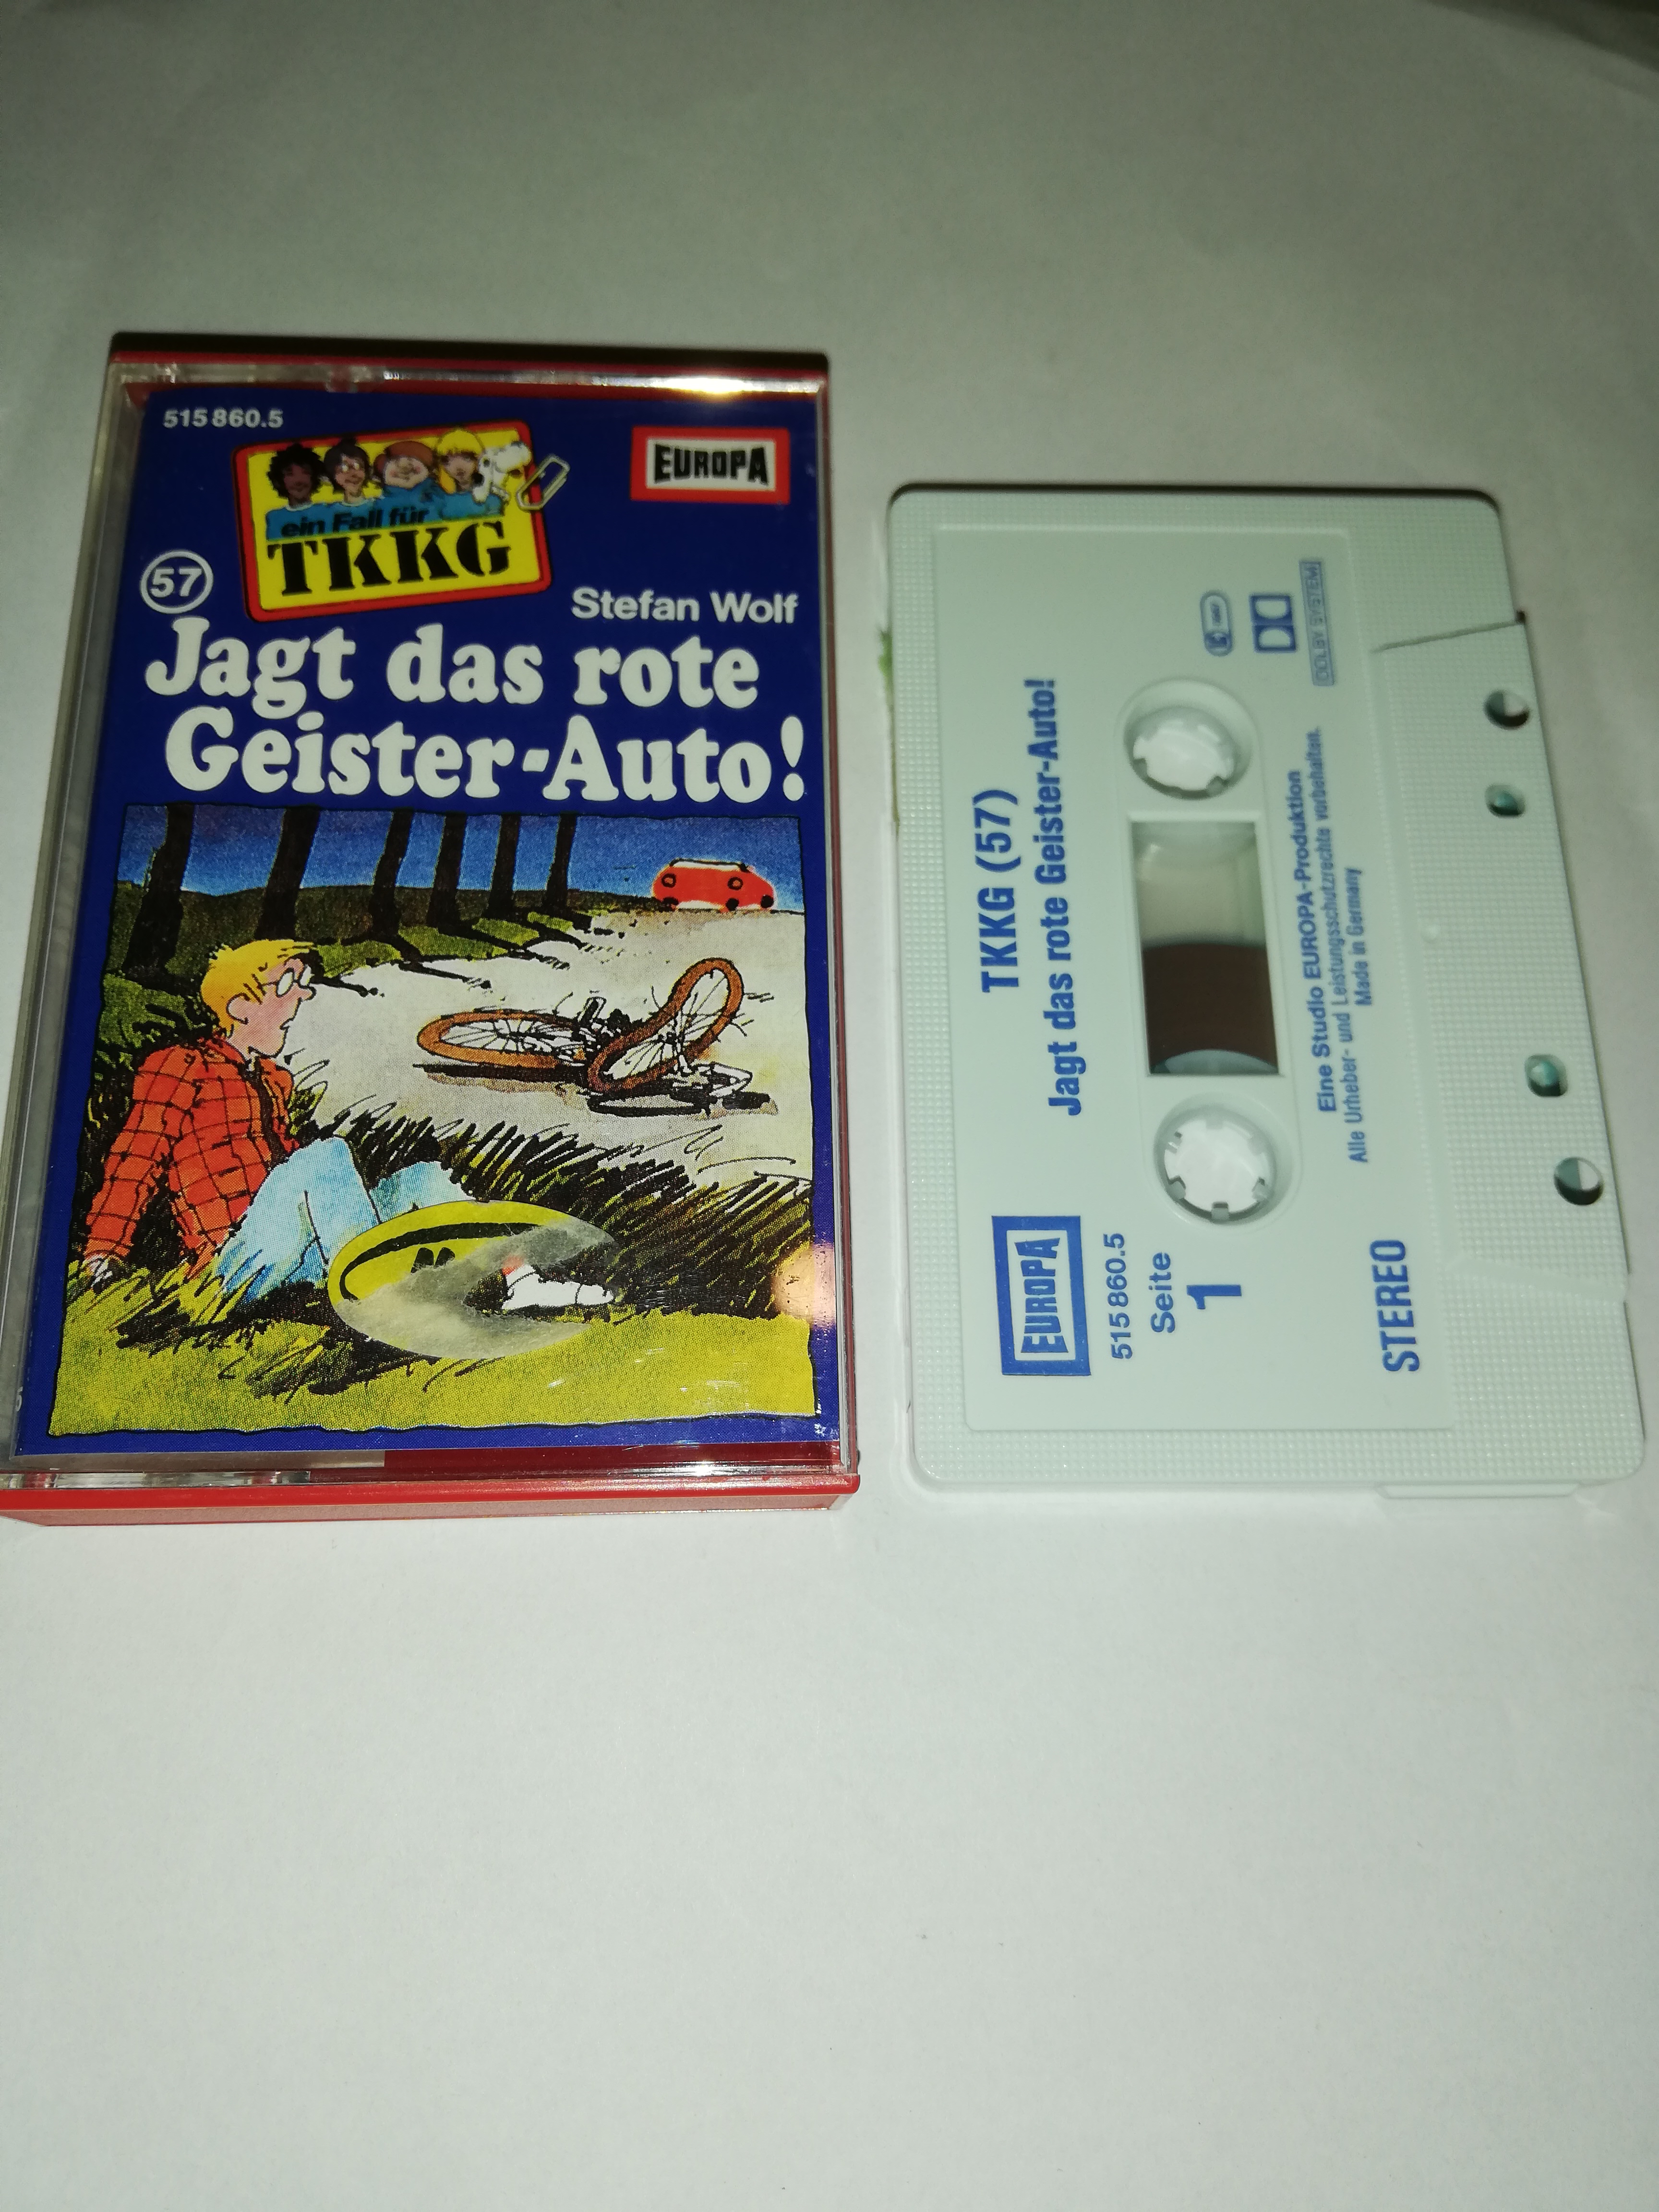 515 860.5
EUROPA
ein Fall für
TKKG
57
Stefan Wolf
Jagt das rote
Geister-Auto!
TKKG (57)
Jagt das rote Geister-Auto!
EUROPA
515 860.5
Seite
1
DOLBY SYSTEM
Eine Studio EUROPA-Produktion
Alle Urheber- und Leistungsschutzrechte vorbehalten.
Made in Germany
STEREO